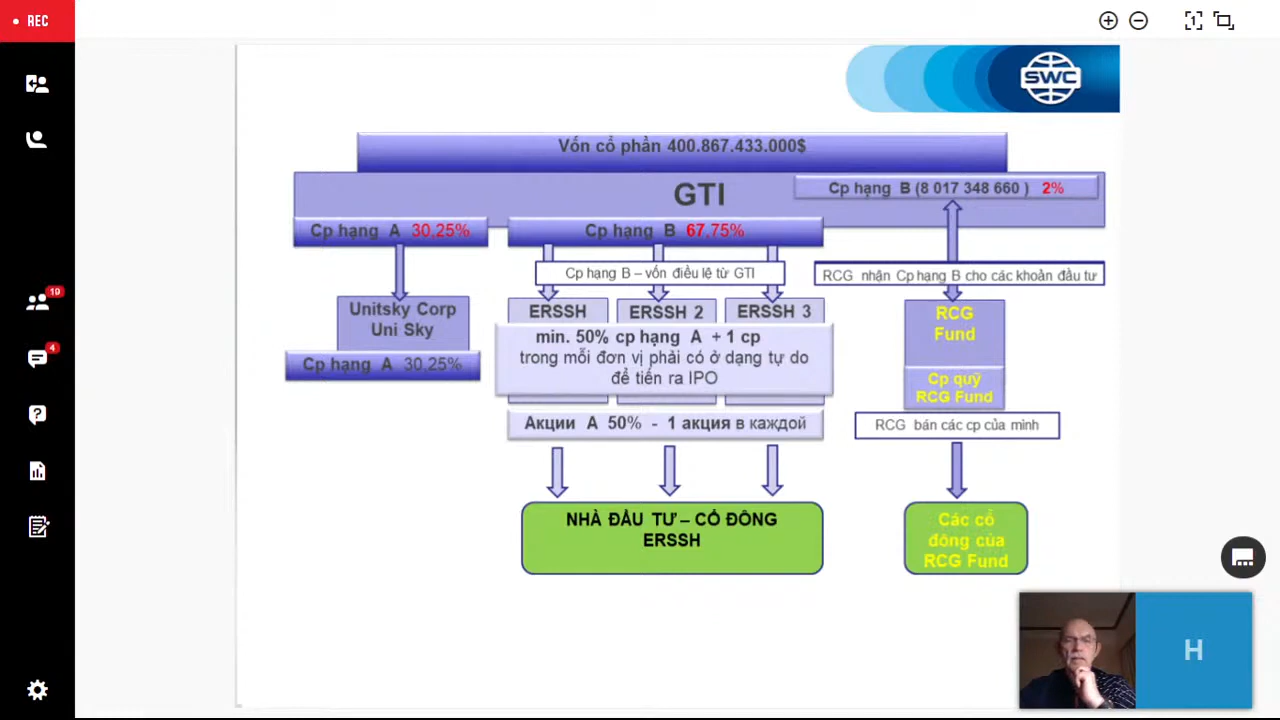 REC
SWC
Vốn cổ phần 400.867.433.000$
GTI
Cp hạng B (8 017 348 660 ) 2%
Cp hạng A 30,25%
Cp hạng B 67,75%
Cp hạng B – vốn điều lệ từ GTI
RCG nhận Cp hạng B cho các khoản đầu tư
19
Unitsky Corp
Uni Sky
ERSSH
ERSSH 2
ERSSH 3
RCG
Fund
min. 50% cp hạng A + 1 cp
trong mỗi đơn vị phải có ở dạng tự do
để tiến ra IPO
4
Cp hạng A 30,25%
Cp quỹ
RCG Fund
Акции А 50% - 1 акция в каждой
RCG bán các cp của mình
NHÀ ĐẦU TƯ – CỔ ĐÔNG
ERSSH
Các cổ
đông của
RCG Fund
H